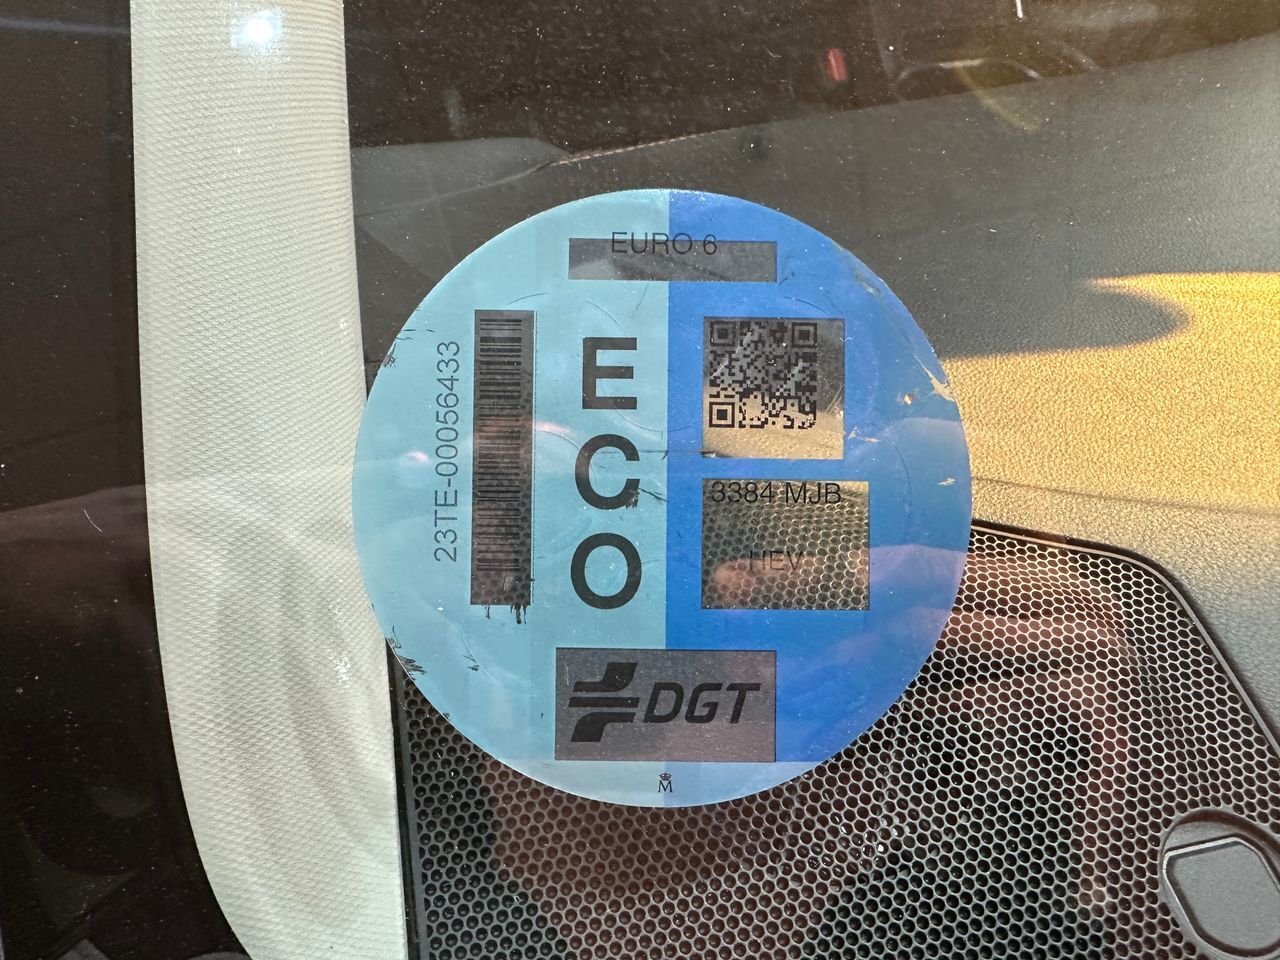 EURO 6
23TE-00056433
ECO
3384 MJB
HEV
DGT
M